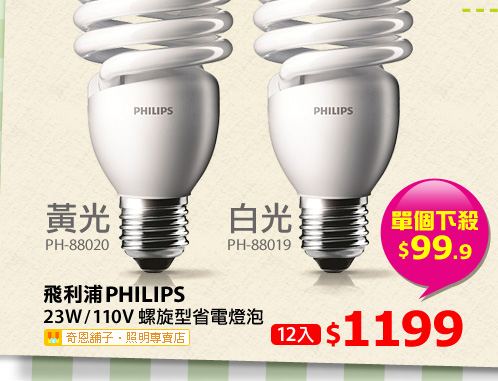 PHILIPS
PHILIPS
黃光
PH-88020
白光
PH-88019
單個下殺
$99.9
飛利浦PHILIPS
23W/110V 螺旋型省電燈泡
奇恩舖子・照明專賣店
12入 $1199